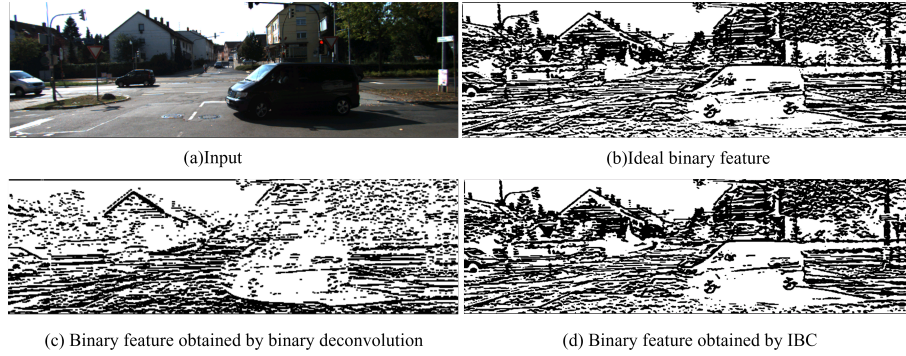 (a)Input
(b)Ideal binary feature
(c) Binary feature obtained by binary deconvolution
(d) Binary feature obtained by IBC